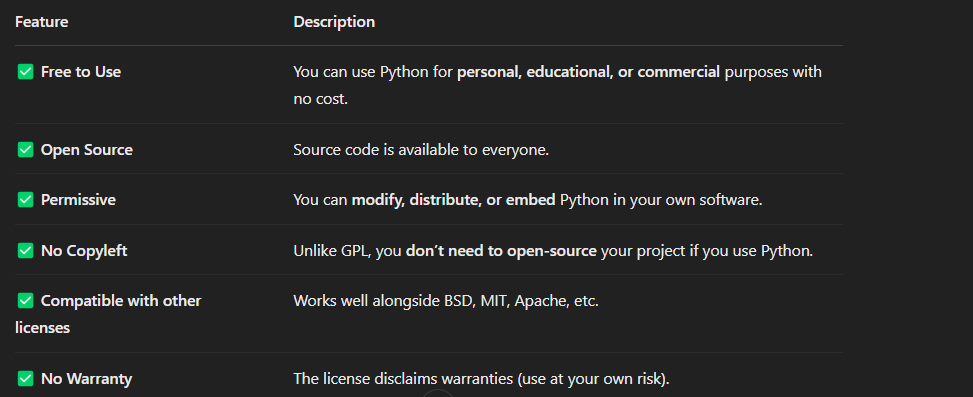 Feature Description
✅ Free to Use You can use Python for personal, educational, or commercial purposes with
no cost.
✅ Open Source Source code is available to everyone.
✅ Permissive You can modify, distribute, or embed Python in your own software.
✅ No Copyleft Unlike GPL, you don’t need to open-source your project if you use Python.
✅ Compatible with other Works well alongside BSD, MIT, Apache, etc.
licenses
✅ No Warranty The license disclaims warranties (use at your own risk).